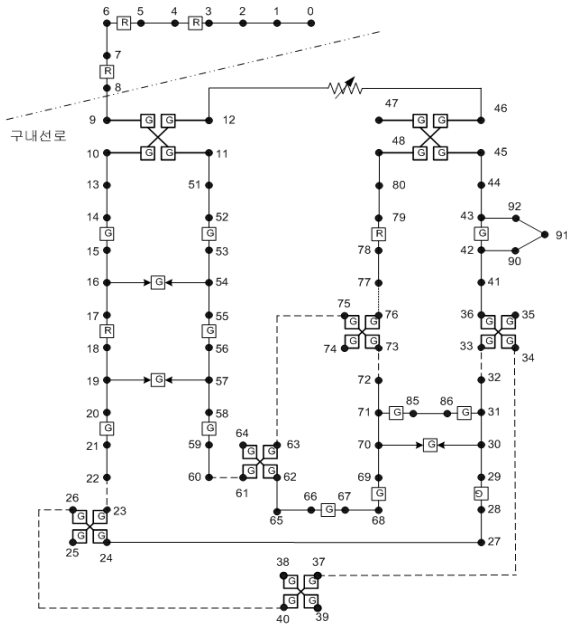 6 5 4 3 2 1 0
R R
7
R
8
구내선로
9 12 47 46
G G G G
10 11 48 45
G G G G
13 51 80 44
14 52 79 43 92
G G R G 91
15 53 78 42 90
16 G 54 77 41
17 55 75 76 36 35
R G G G G G
18 56 74 G G 73 33 G G 34
19 G 57 72 32
20 58 71 G 85 86 G 31
G G
21 59 64 63 70 G 30
G G
22 60 61 G G 62 69 29
26 23 G G
G G 65 66 G 67 68 28
25 G G 24 27
38 37
G G
G G
40 39